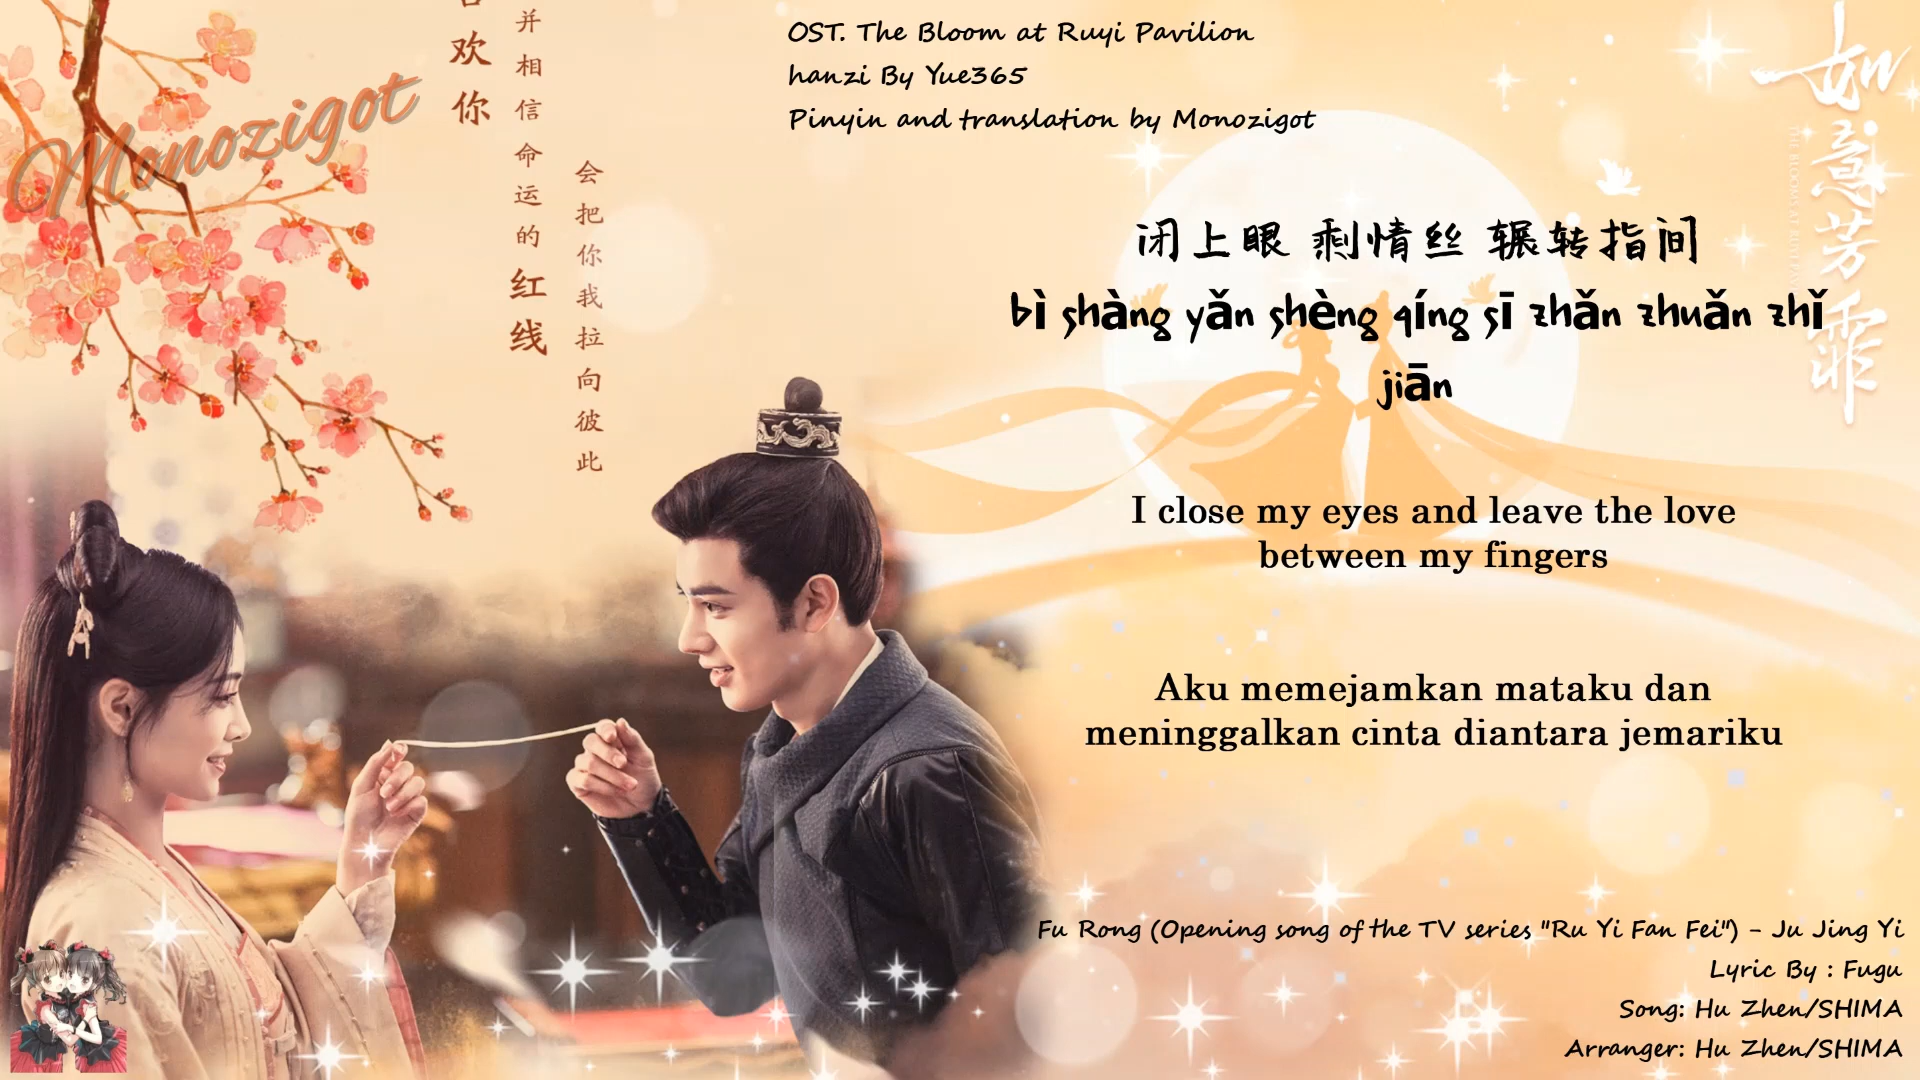 欢你
并相信命运的红线
会把你我拉向彼此
Monozigot
OST. The Bloom at Ruyi Pavilion
hanzi By Yue365
Pinyin and translation by Monozigot
如意芳霏
闭上眼 剩情丝 辗转指间
bì shàng yǎn shèng qíng sī zhǎn zhuǎn zhǐ
jiān
I close my eyes and leave the love
between my fingers
Aku memejamkan mataku dan
meninggalkan cinta diantara jemariku
Fu Rong (Opening song of the TV series "Ru Yi Fan Fei") - Ju Jing Yi
Lyric By : Fugu
Song: Hu Zhen/SHIMA
Arranger: Hu Zhen/SHIMA